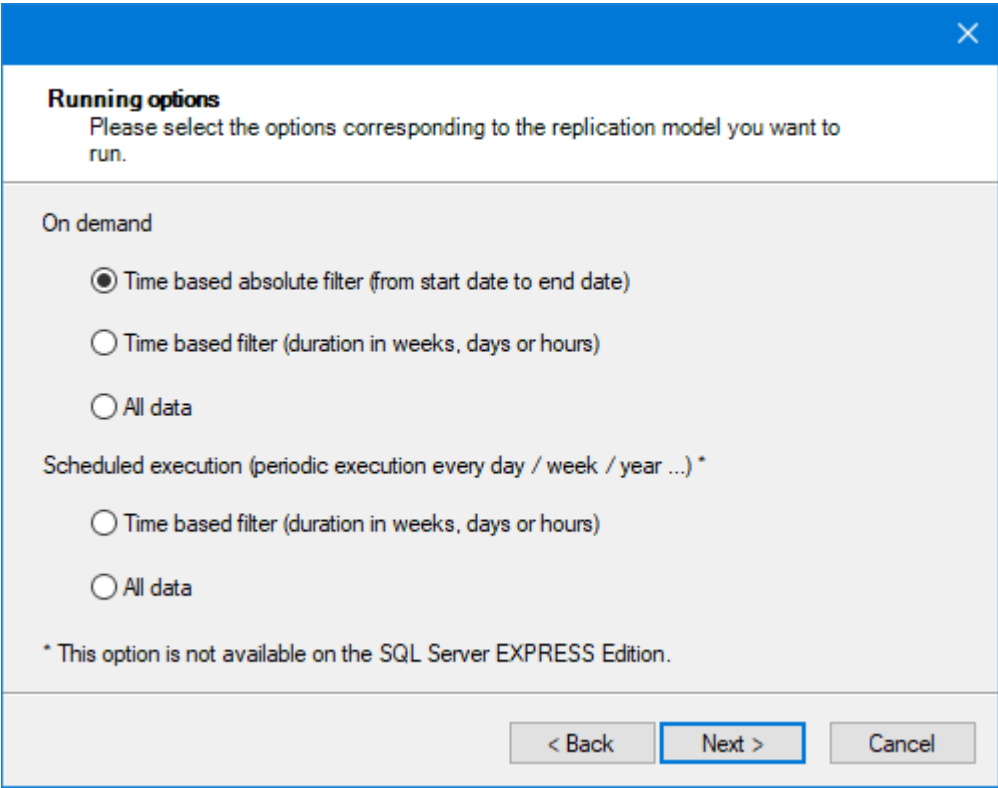 Running options
Please select the options corresponding to the replication model you want to
run.
On demand
Time based absolute filter (from start date to end date)
Time based filter (duration in weeks, days or hours)
All data
Scheduled execution (periodic execution every day / week / year ...) *
Time based filter (duration in weeks, days or hours)
All data
* This option is not available on the SQL Server EXPRESS Edition.
< Back
Next >
Cancel